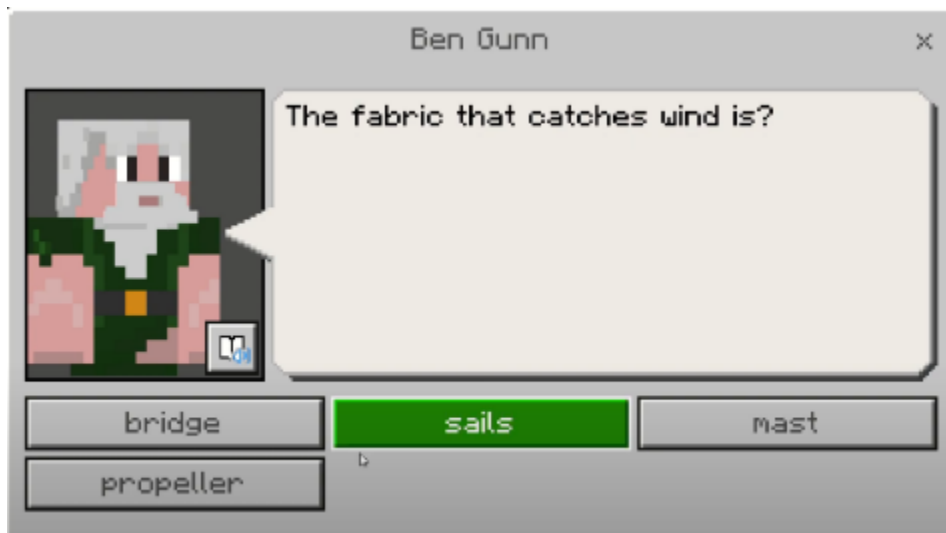 Ben Gunn
x
The fabric that catches wind is?
bridge
sails
mast
propeller